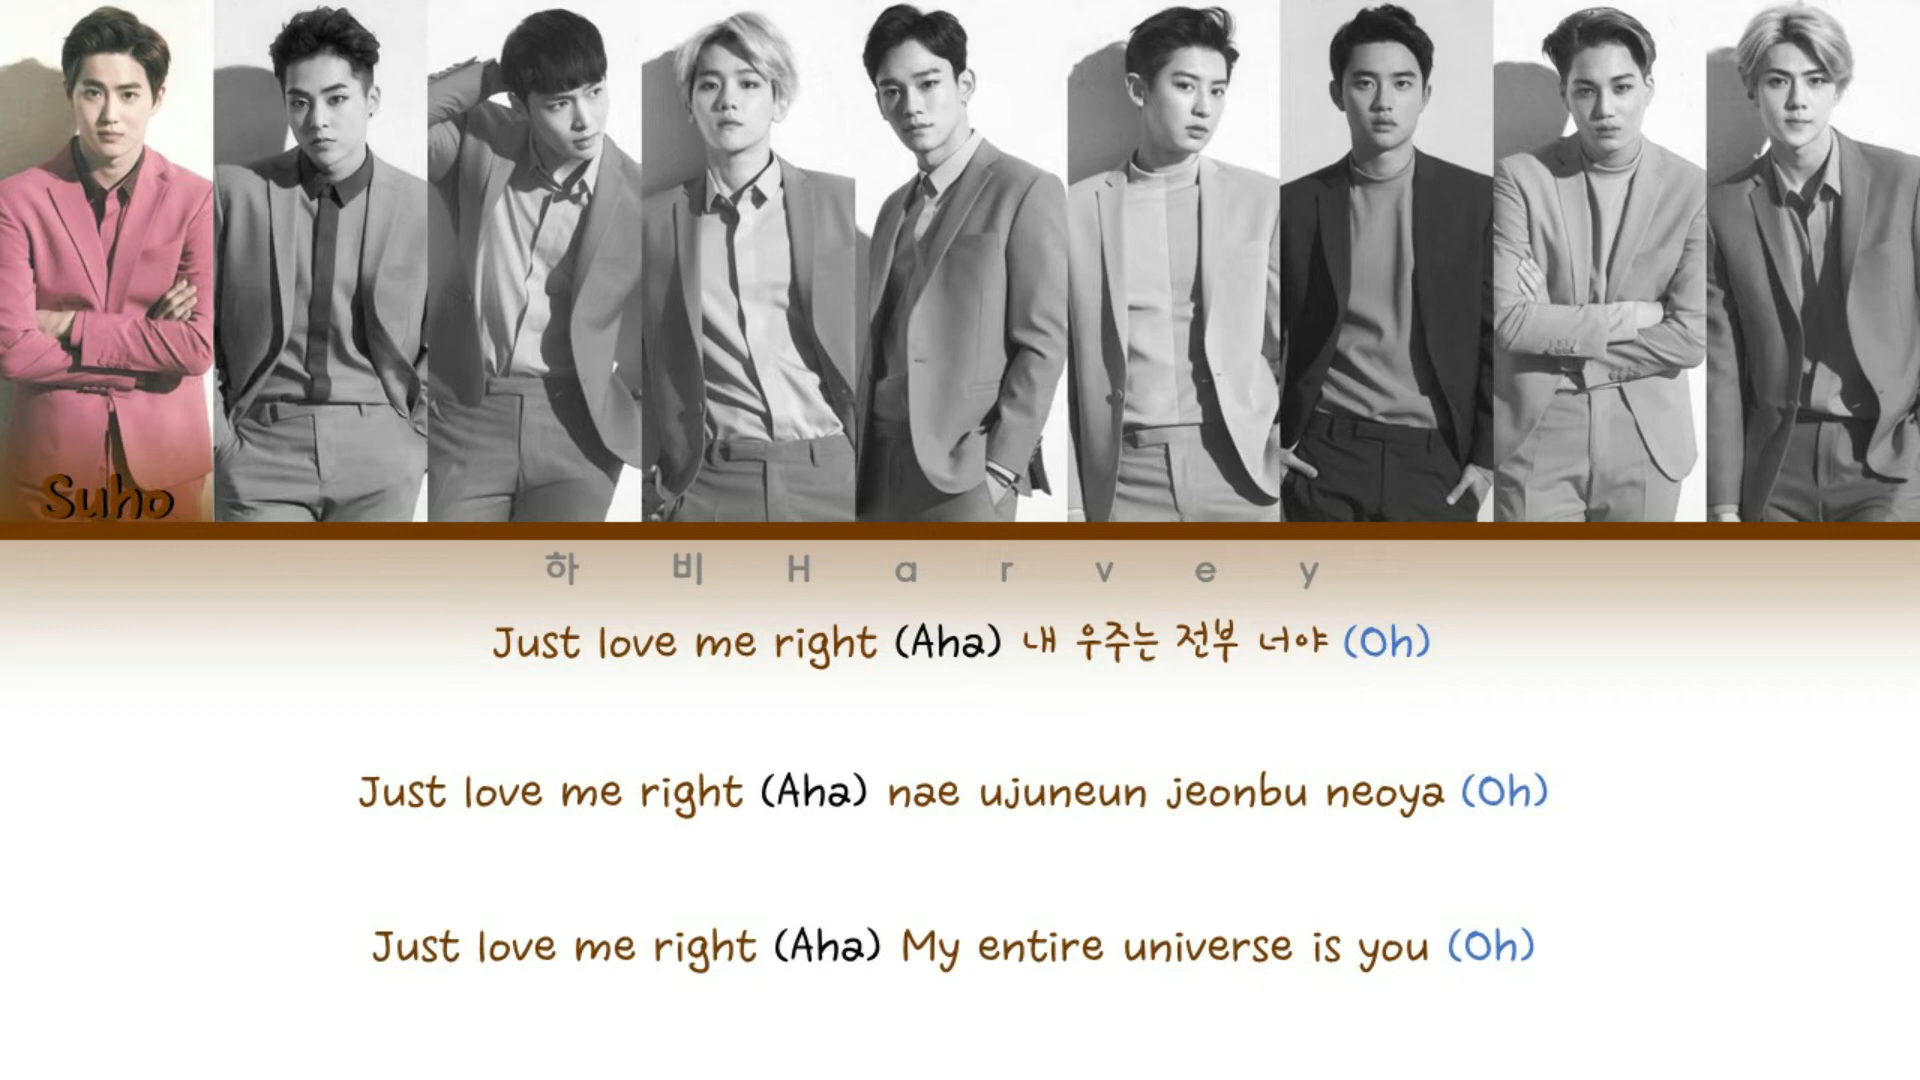 Suho
하 비 H a r v e y
Just love me right (Aha) 내 우주는 전부 너야 (Oh)
Just love me right (Aha) nae ujuneun jeonbu neoya (Oh)
Just love me right (Aha) My entire universe is you (Oh)